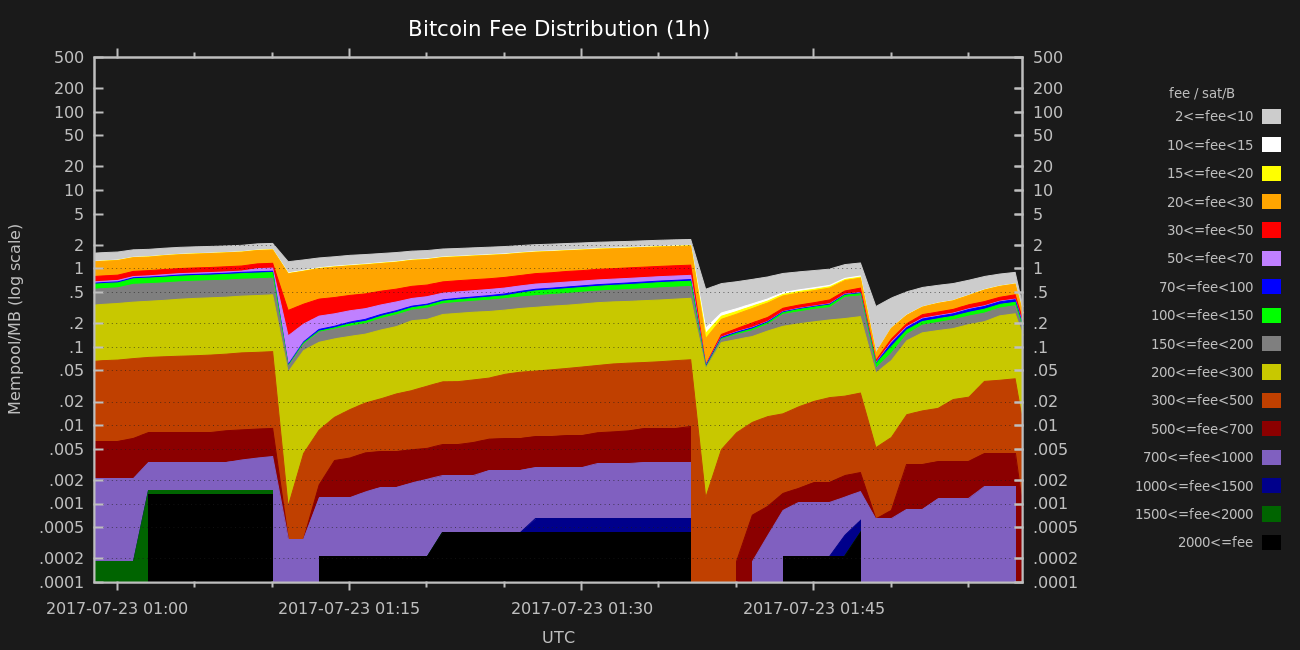 Bitcoin Fee Distribution (1h)
500
200
100
50
20
10
5
2
1
.5
.2
.1
.05
.02
.01
.005
.002
.001
.0005
.0002
.0001
Mempool/MB (log scale)
2017-07-23 01:00 2017-07-23 01:15 2017-07-23 01:30 2017-07-23 01:45
UTC
500
200
100
50
20
10
5
2
1
.5
.2
.1
.05
.02
.01
.005
.002
.001
.0005
.0002
.0001
fee / sat/B
2<=fee<10
10<=fee<15
15<=fee<20
20<=fee<30
30<=fee<50
50<=fee<70
70<=fee<100
100<=fee<150
150<=fee<200
200<=fee<300
300<=fee<500
500<=fee<700
700<=fee<1000
1000<=fee<1500
1500<=fee<2000
2000<=fee